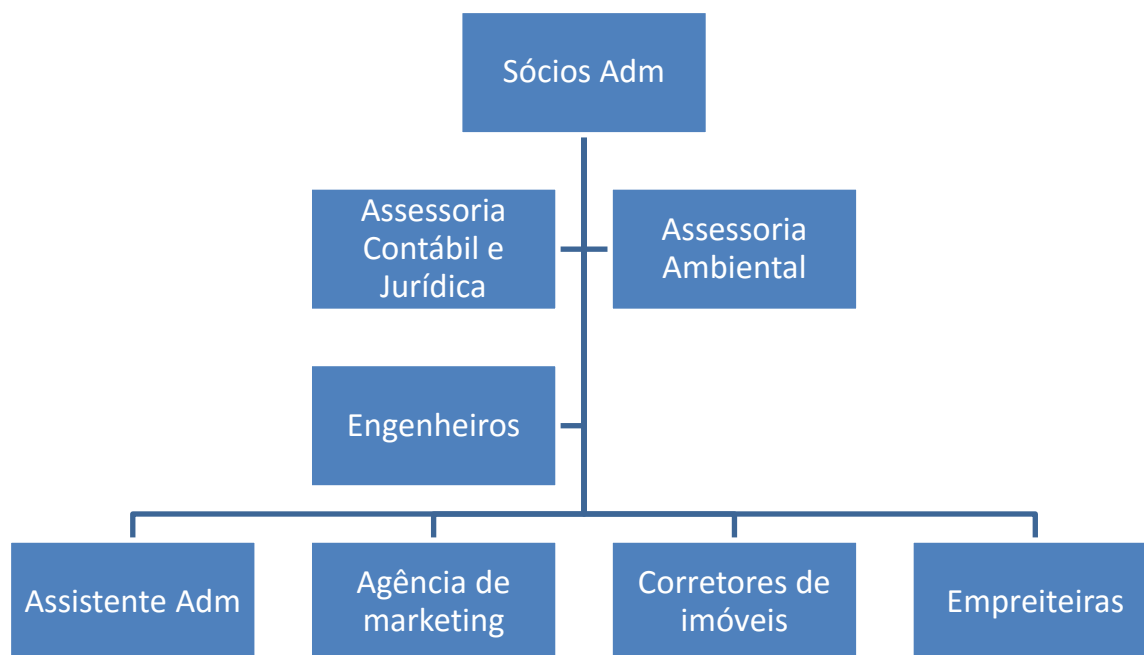 Sócios Adm
Assessoria
Contábil e
Jurídica
Assessoria
Ambiental
Engenheiros
Assistente Adm
Agência de
marketing
Corretores de
imóveis
Empreiteiras